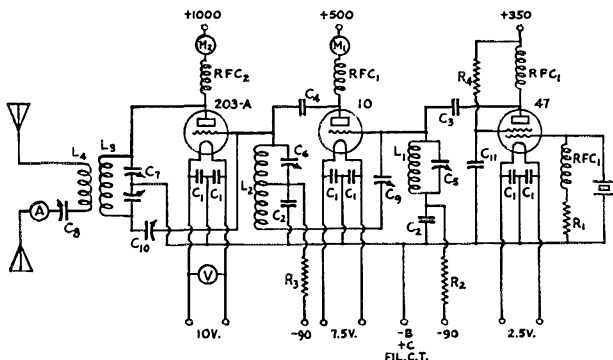 +1000 +500 +350
M2 M1
RFC2 RFC1 R4 RFC1
203-A C4 10 C3 47
L4 L3 C7 C6 L1 C5 C11 RFC1
C1 C1 L2 C1 C1 C9 C1 C1
A C8 C10 C2 C2 R1
V R3 R2
10V. -90 7.5V. -B -90 2.5V.
+C
FIL.C.T.